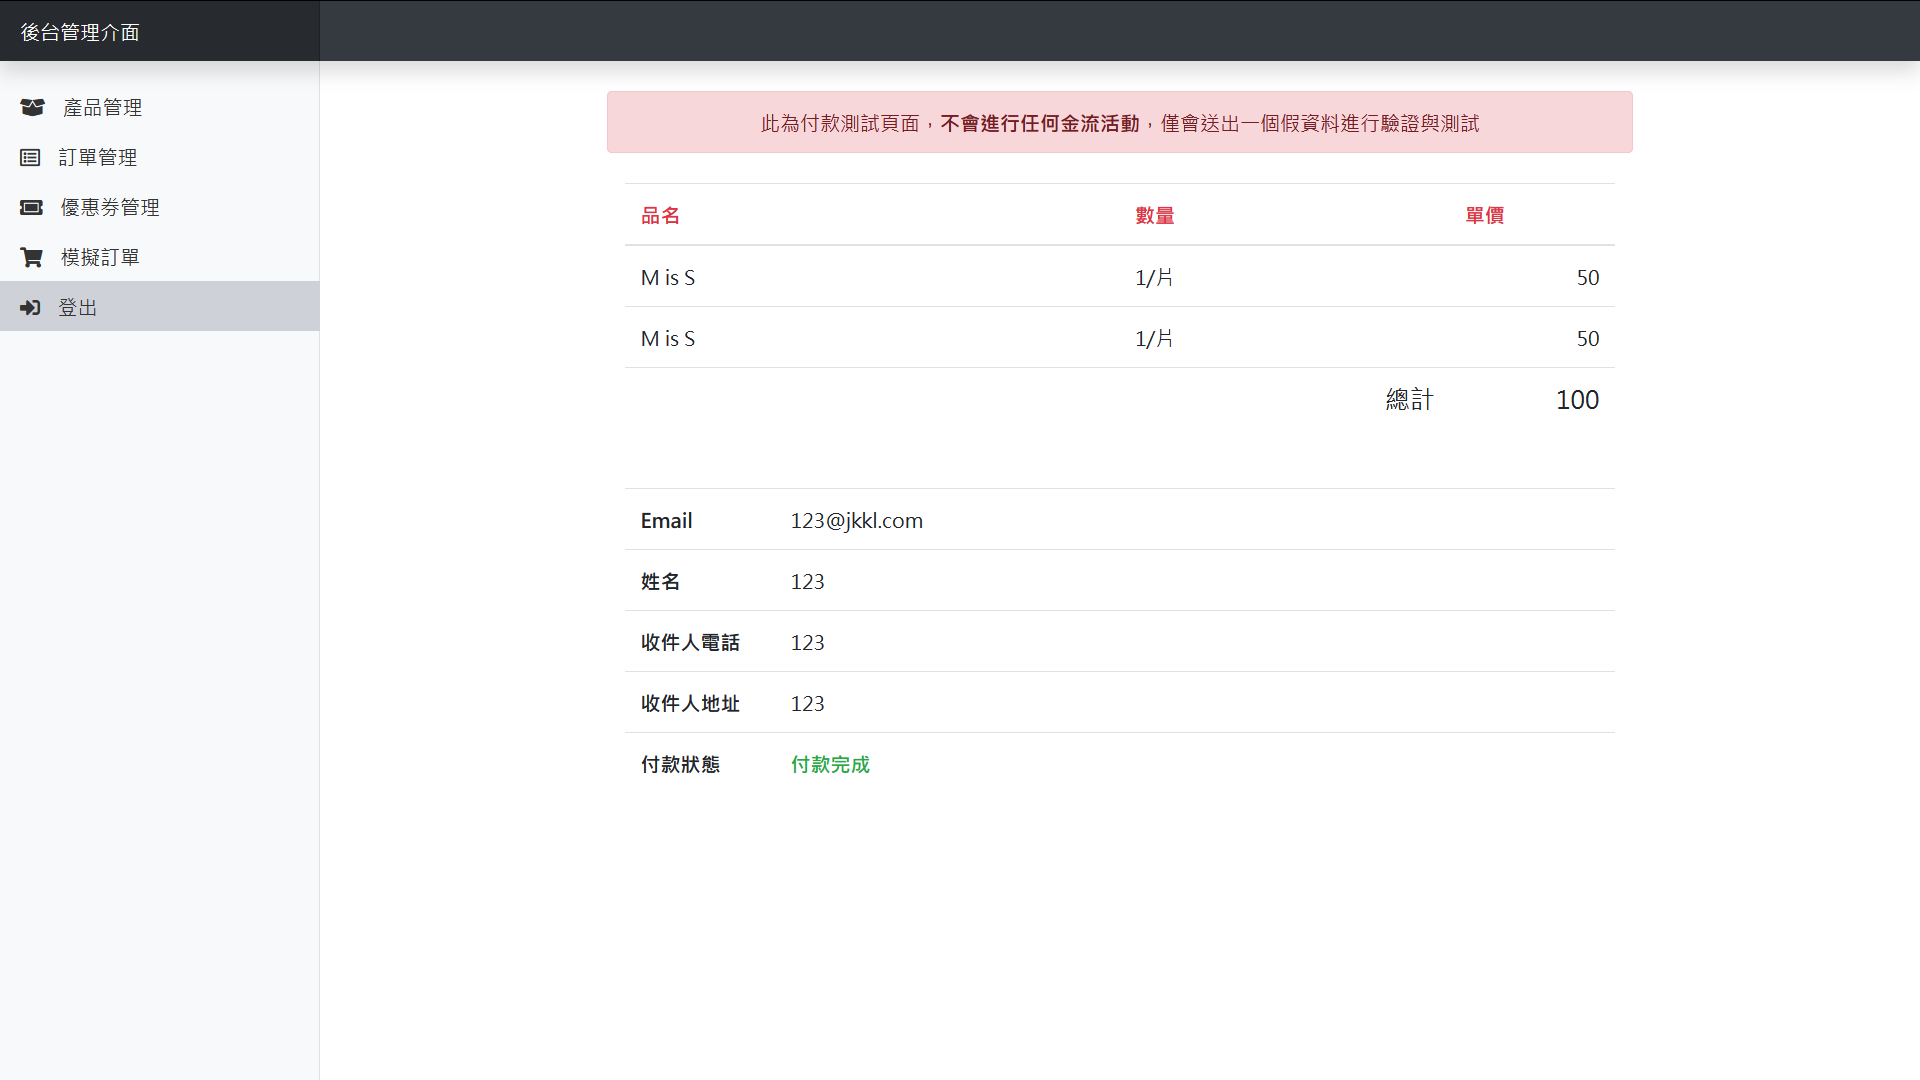 後台管理介面
產品管理
訂單管理
優惠券管理
模擬訂單
登出
此為付款測試頁面，不會進行任何金流活動，僅會送出一個假資料進行驗證與測試
品名 數量 單價
M is S 1/片 50
M is S 1/片 50
總計 100
Email 123@jkkl.com
姓名 123
收件人電話 123
收件人地址 123
付款狀態 付款完成